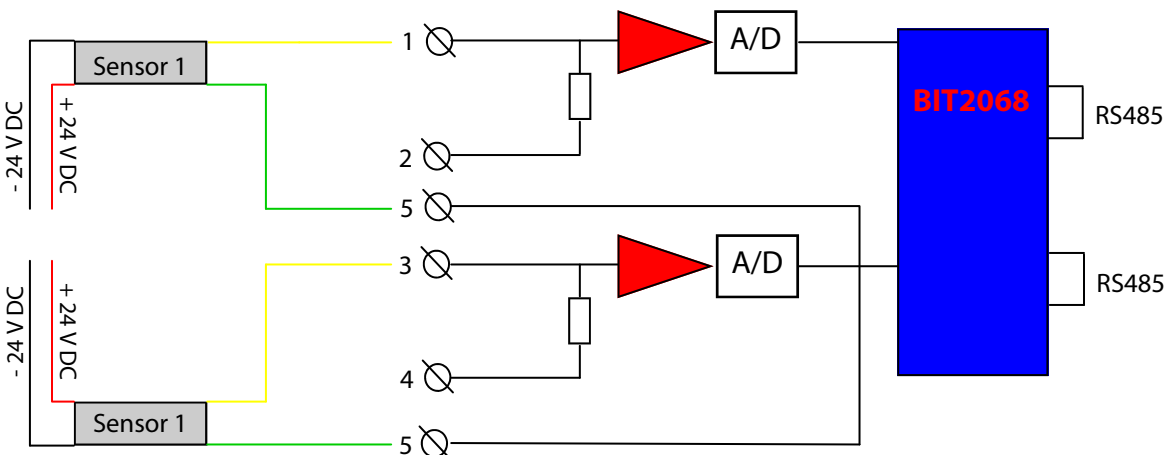 1
A/D
Sensor 1
BIT2068
- 24 V DC
+ 24 V DC
RS485
2
5
3
A/D
RS485
- 24 V DC
+ 24 V DC
4
Sensor 1
5